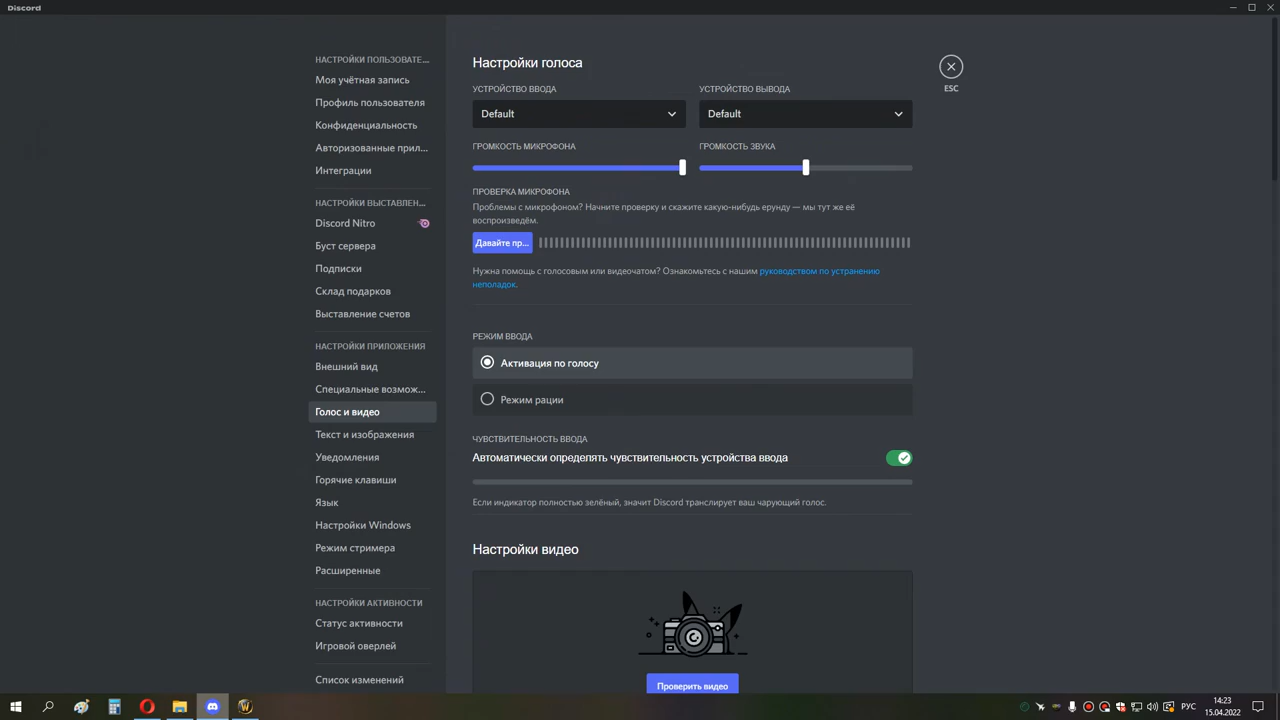 Discord
НАСТРОЙКИ ПОЛЬЗОВАТЕ...
Моя учётная запись
Профиль пользователя
Конфиденциальность
Авторизованные прил...
Интеграции
НАСТРОЙКИ ВЫСТАВЛЕН...
Discord Nitro
Буст сервера
Подписки
Склад подарков
Выставление счетов
НАСТРОЙКИ ПРИЛОЖЕНИЯ
Внешний вид
Специальные возмож...
Голос и видео
Текст и изображения
Уведомления
Горячие клавиши
Язык
Настройки Windows
Режим стримера
Расширенные
НАСТРОЙКИ АКТИВНОСТИ
Статус активности
Игровой оверлей
Список изменений
Настройки голоса
УСТРОЙСТВО ВВОДА
УСТРОЙСТВО ВЫВОДА
Default
Default
ГРОМКОСТЬ МИКРОФОНА
ГРОМКОСТЬ ЗВУКА
ПРОВЕРКА МИКРОФОНА
Проблемы с микрофоном? Начните проверку и скажите какую-нибудь ерунду — мы тут же её
воспроизведём.
Давайте пр...
Нужна помощь с голосовым или видеочатом? Ознакомьтесь с нашим руководством по устранению
неполадок.
РЕЖИМ ВВОДА
Активация по голосу
Режим рации
ЧУВСТВИТЕЛЬНОСТЬ ВВОДА
Автоматически определять чувствительность устройства ввода
Если индикатор полностью зелёный, значит Discord транслирует ваш чарующий голос.
Настройки видео
Проверить видео
ESC
РУС
14:23
15.04.2022